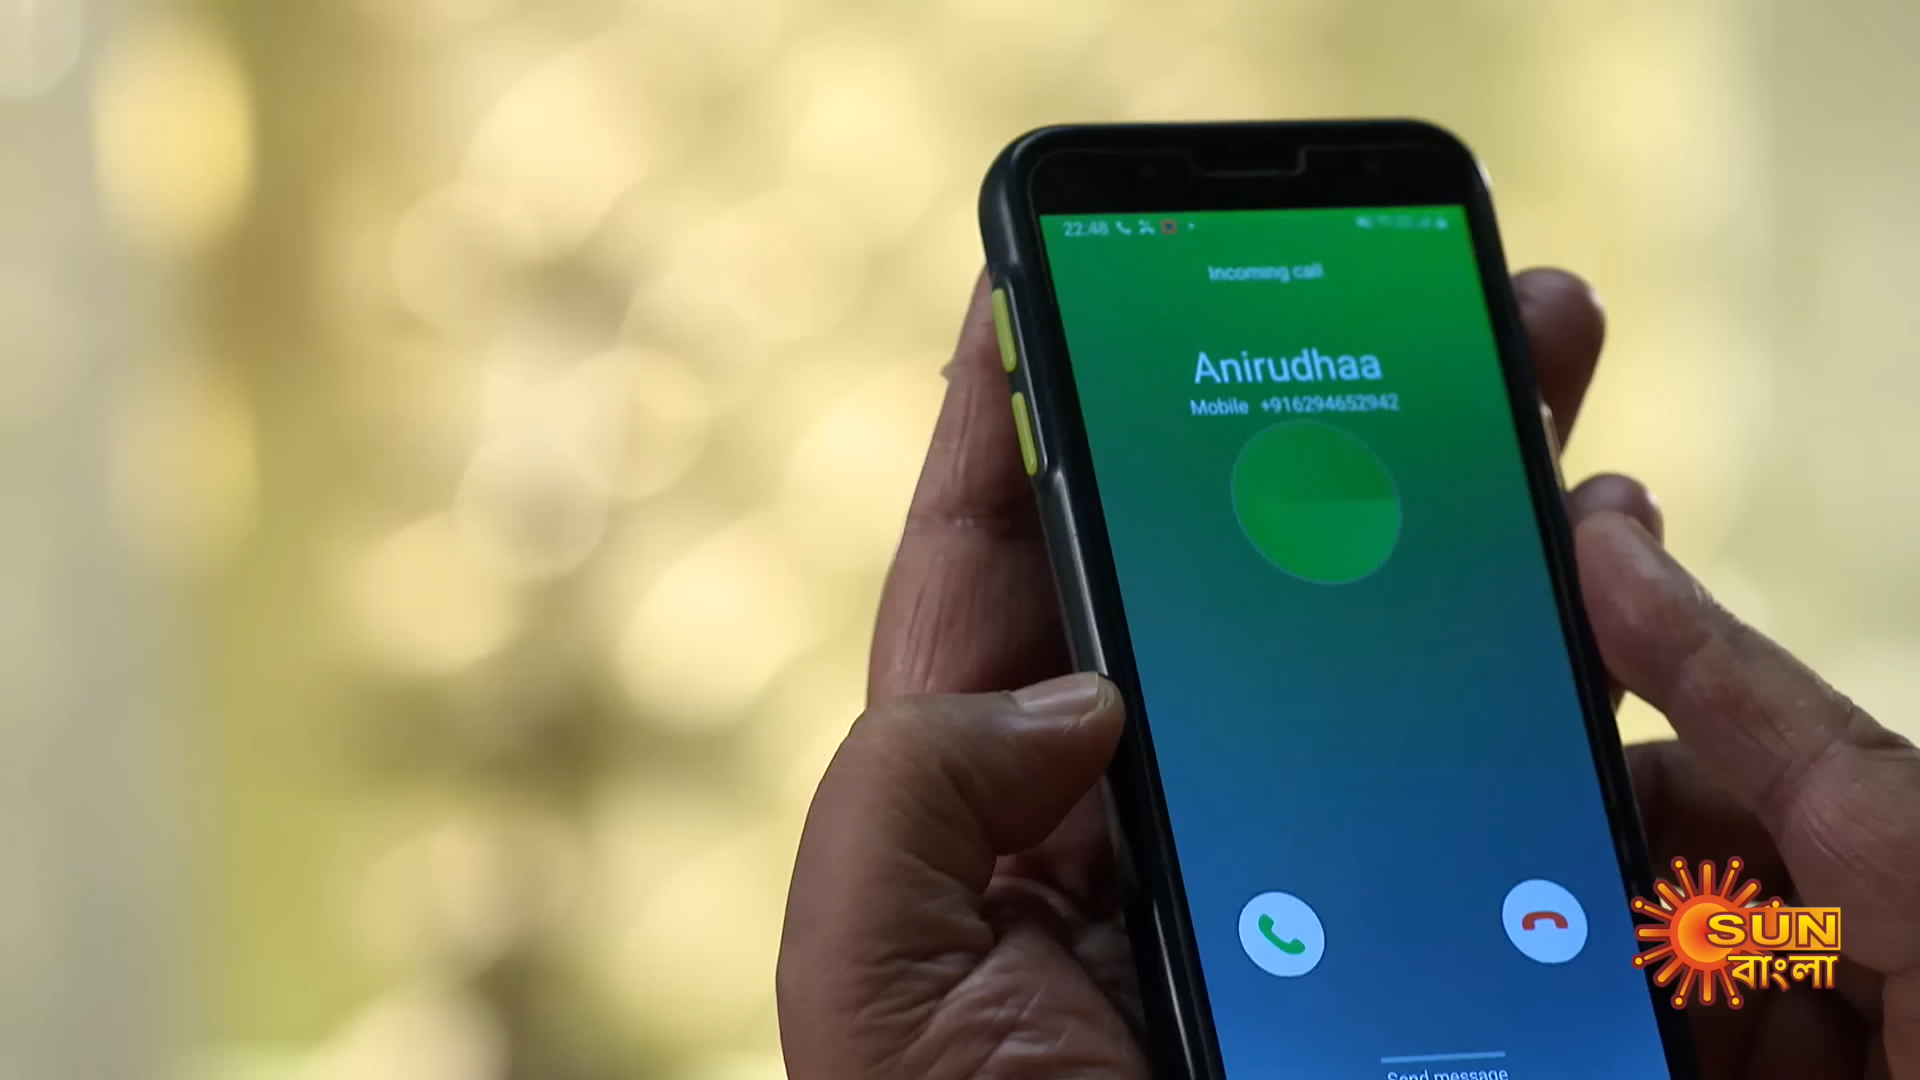 22:48
Incoming call
Anirudhaa
Mobile +916294652942
Send message
SUN
বাংলা